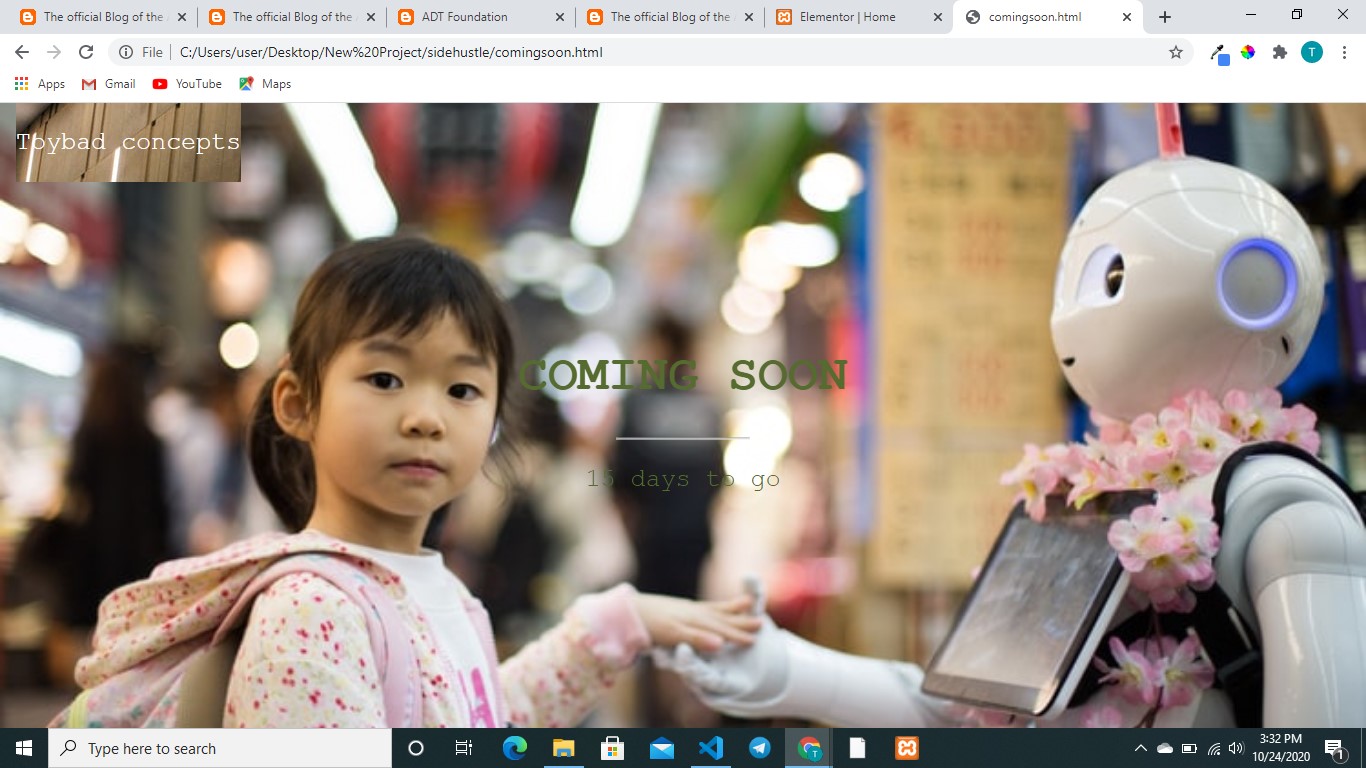 The official Blog of the
The official Blog of the
ADT Foundation
The official Blog of the
Elementor | Home
comingsoon.html
File
C:/Users/user/Desktop/New%20Project/sidehustle/comingsoon.html
T
Apps
Gmail
YouTube
Maps
Toybad concepts
COMING SOON
15 days to go
Type here to search
T
3:32 PM
10/24/2020
1